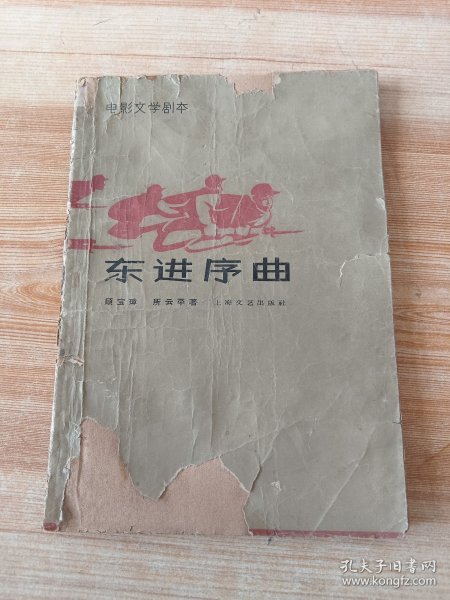 电影文学剧本
东进序曲
顾宝璋 所云平著 上海文艺出版社
孔夫子旧书网
www.kongfz.com